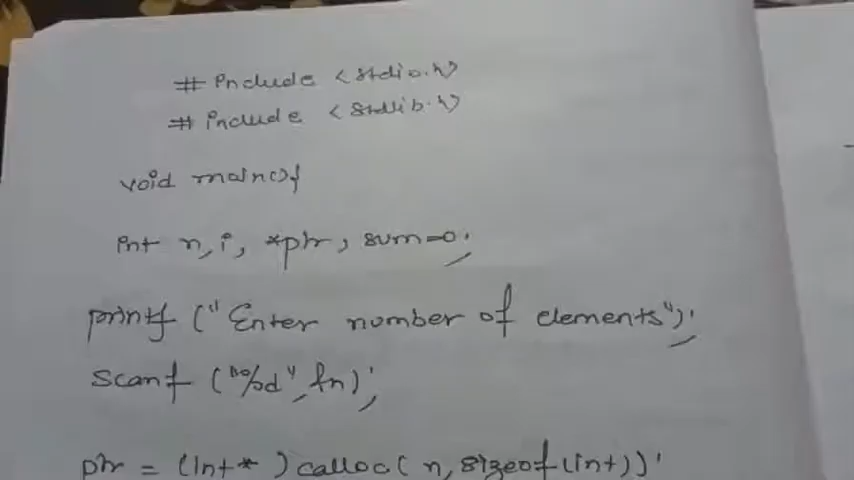 # include <stdio.h>
# include <stdlib.h>
void main(){
int n, i, *ptr, sum=0;
printf ("Enter number of elements");
scanf ("%d", &n);
ptr = (int* ) calloc( n, sizeof(int));